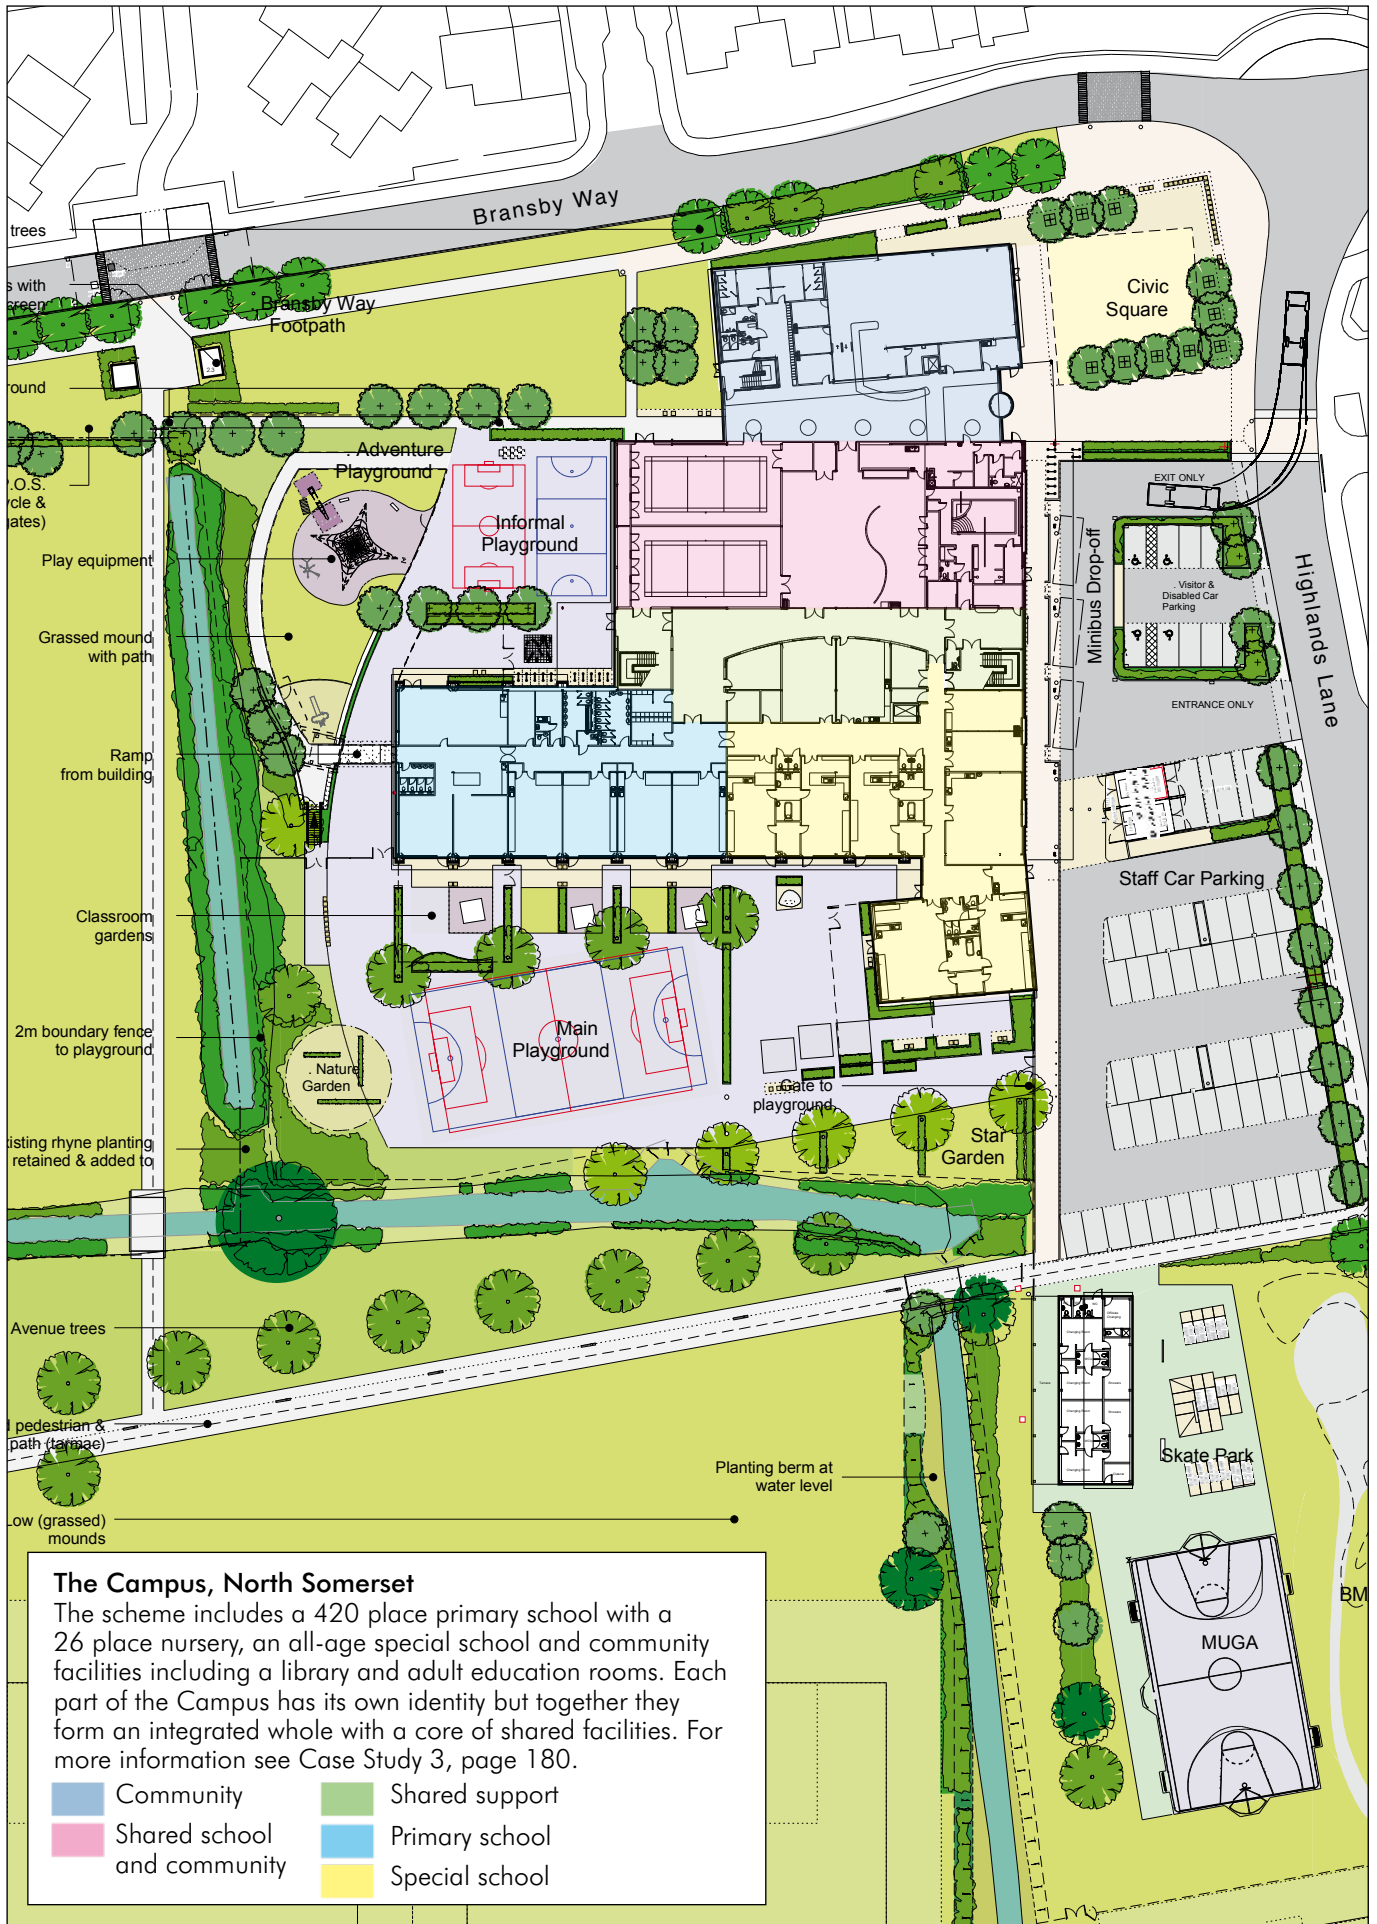 Bransby Way
trees
s with
creen
Bransby Way
Footpath
Civic
Square
round
Adventure
Playground
P.O.S.
ycle &
gates)
Informal
Playground
EXIT ONLY
Play equipment
Minibus Drop-off
. Visitor &
Disabled Car
Parking
Highlands Lane
Grassed mound
with path
ENTRANCE ONLY
Ramp
from building
Staff Car Parking
Classroom
gardens
2m boundary fence
to playground
Main
Playground
. Nature
Garden
Gate to
playground
xisting rhyne planting
retained & added to
Star
Garden
Avenue trees
d pedestrian &
path (tarmac)
Skate Park
Planting berm at
water level
Low (grassed)
mounds
BM
MUGA
The Campus, North Somerset
The scheme includes a 420 place primary school with a
26 place nursery, an all-age special school and community
facilities including a library and adult education rooms. Each
part of the Campus has its own identity but together they
form an integrated whole with a core of shared facilities. For
more information see Case Study 3, page 180.
Community
Shared school
and community
Shared support
Primary school
Special school